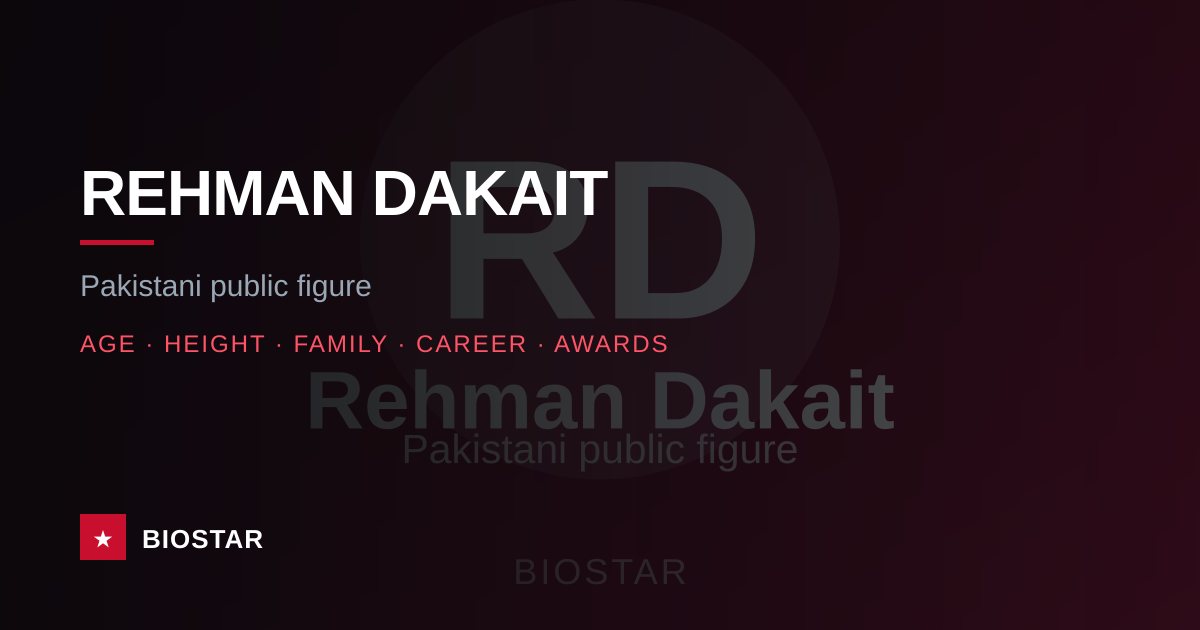 RD
REHMAN DAKAIT
Pakistani public figure
AGE · HEIGHT · FAMILY · CAREER · AWARDS
Rehman Dakait
Pakistani public figure
BIOSTAR
BIOSTAR